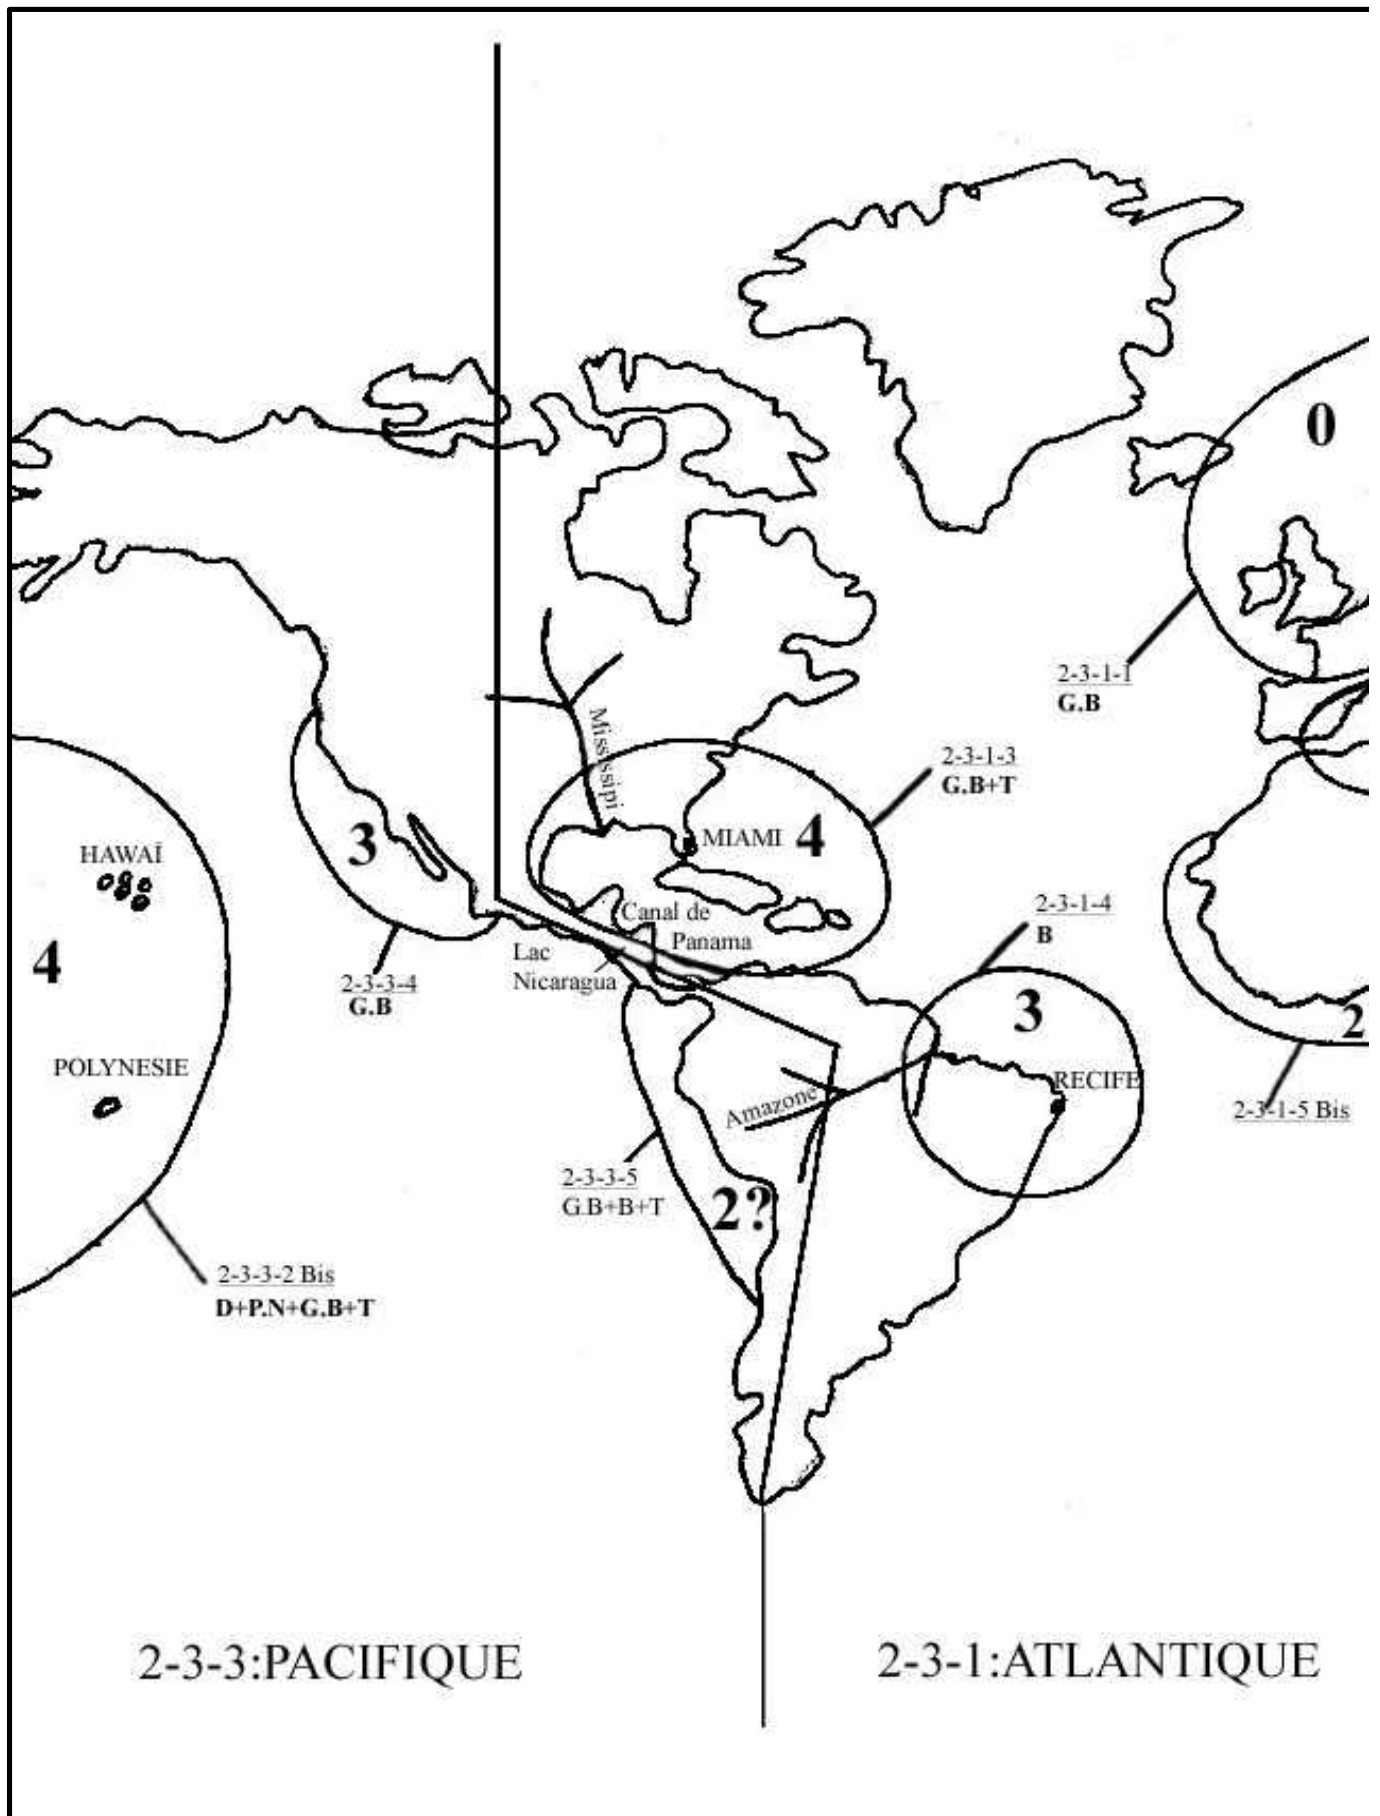 0
2-3-1-1
G.B
Mississipi
2-3-1-3
G.B+T
MIAMI
4
3
HAWAÏ
4
Canal de
Panama
Lac
Nicaragua
2-3-3-4
G.B
2-3-1-4
B
3
RECIFE
2
2-3-1-5 Bis
POLYNESIE
Amazone
2-3-3-5
G.B+B+T
2?
2-3-3-2 Bis
D+P.N+G.B+T
2-3-3:PACIFIQUE
2-3-1:ATLANTIQUE